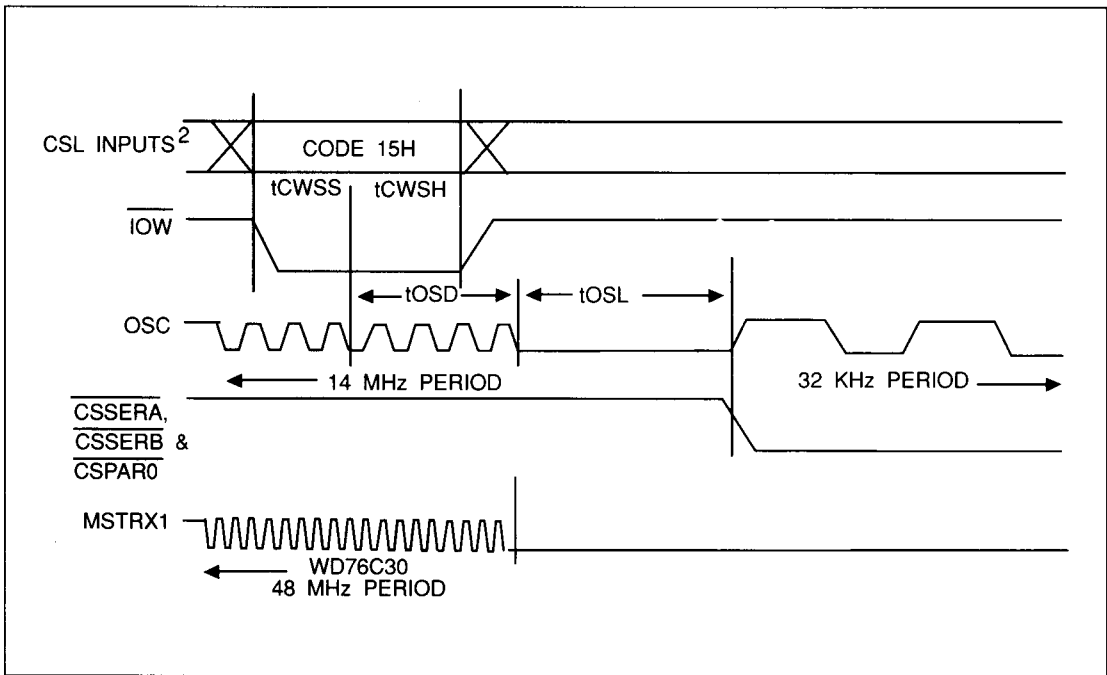 CSL INPUTS2
CODE 15H
tCWSS tCWSH
IOW
tOSD tOSL
OSC
14 MHz PERIOD 32 KHz PERIOD
CSSERA,
CSSERB &
CSPAR0
MSTRX1
WD76C30
48 MHz PERIOD